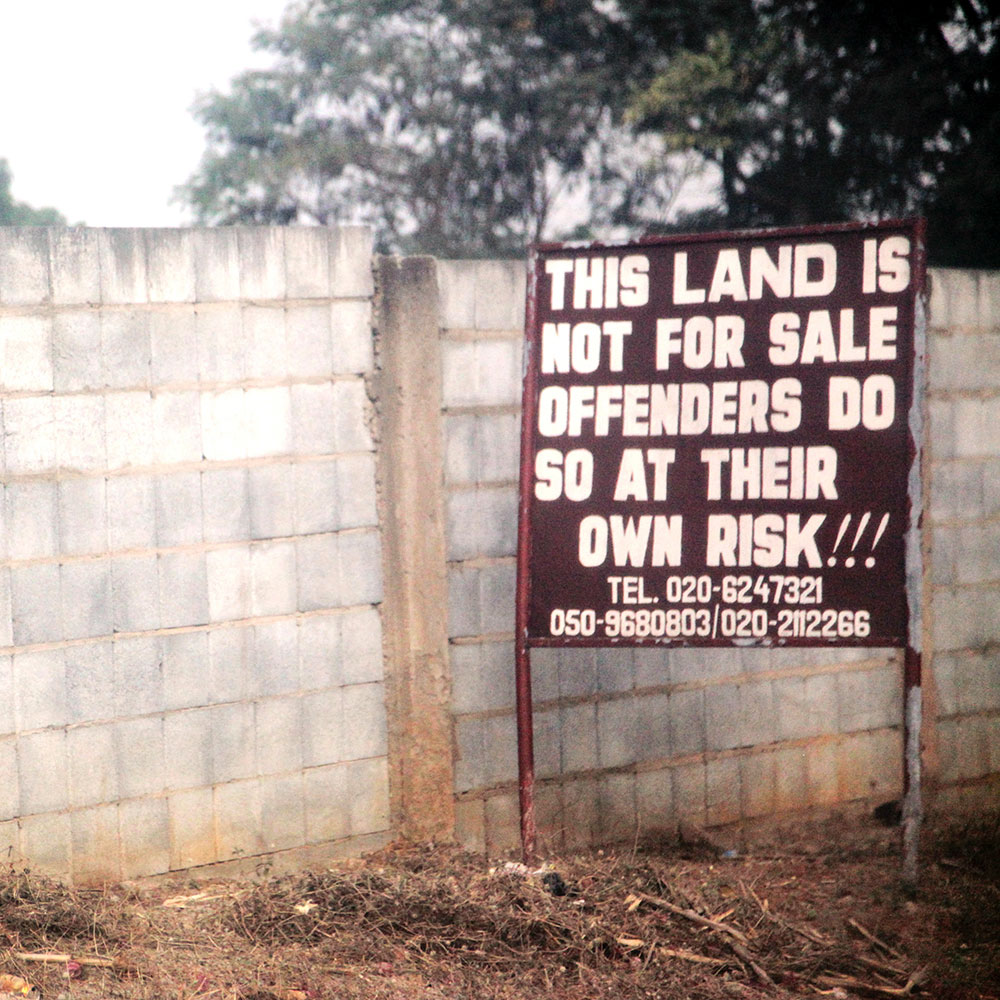 THIS LAND IS
NOT FOR SALE
OFFENDERS DO
SO AT THEIR
OWN RISK!!!
TEL. 020-6247321
050-9680803/020-2112266